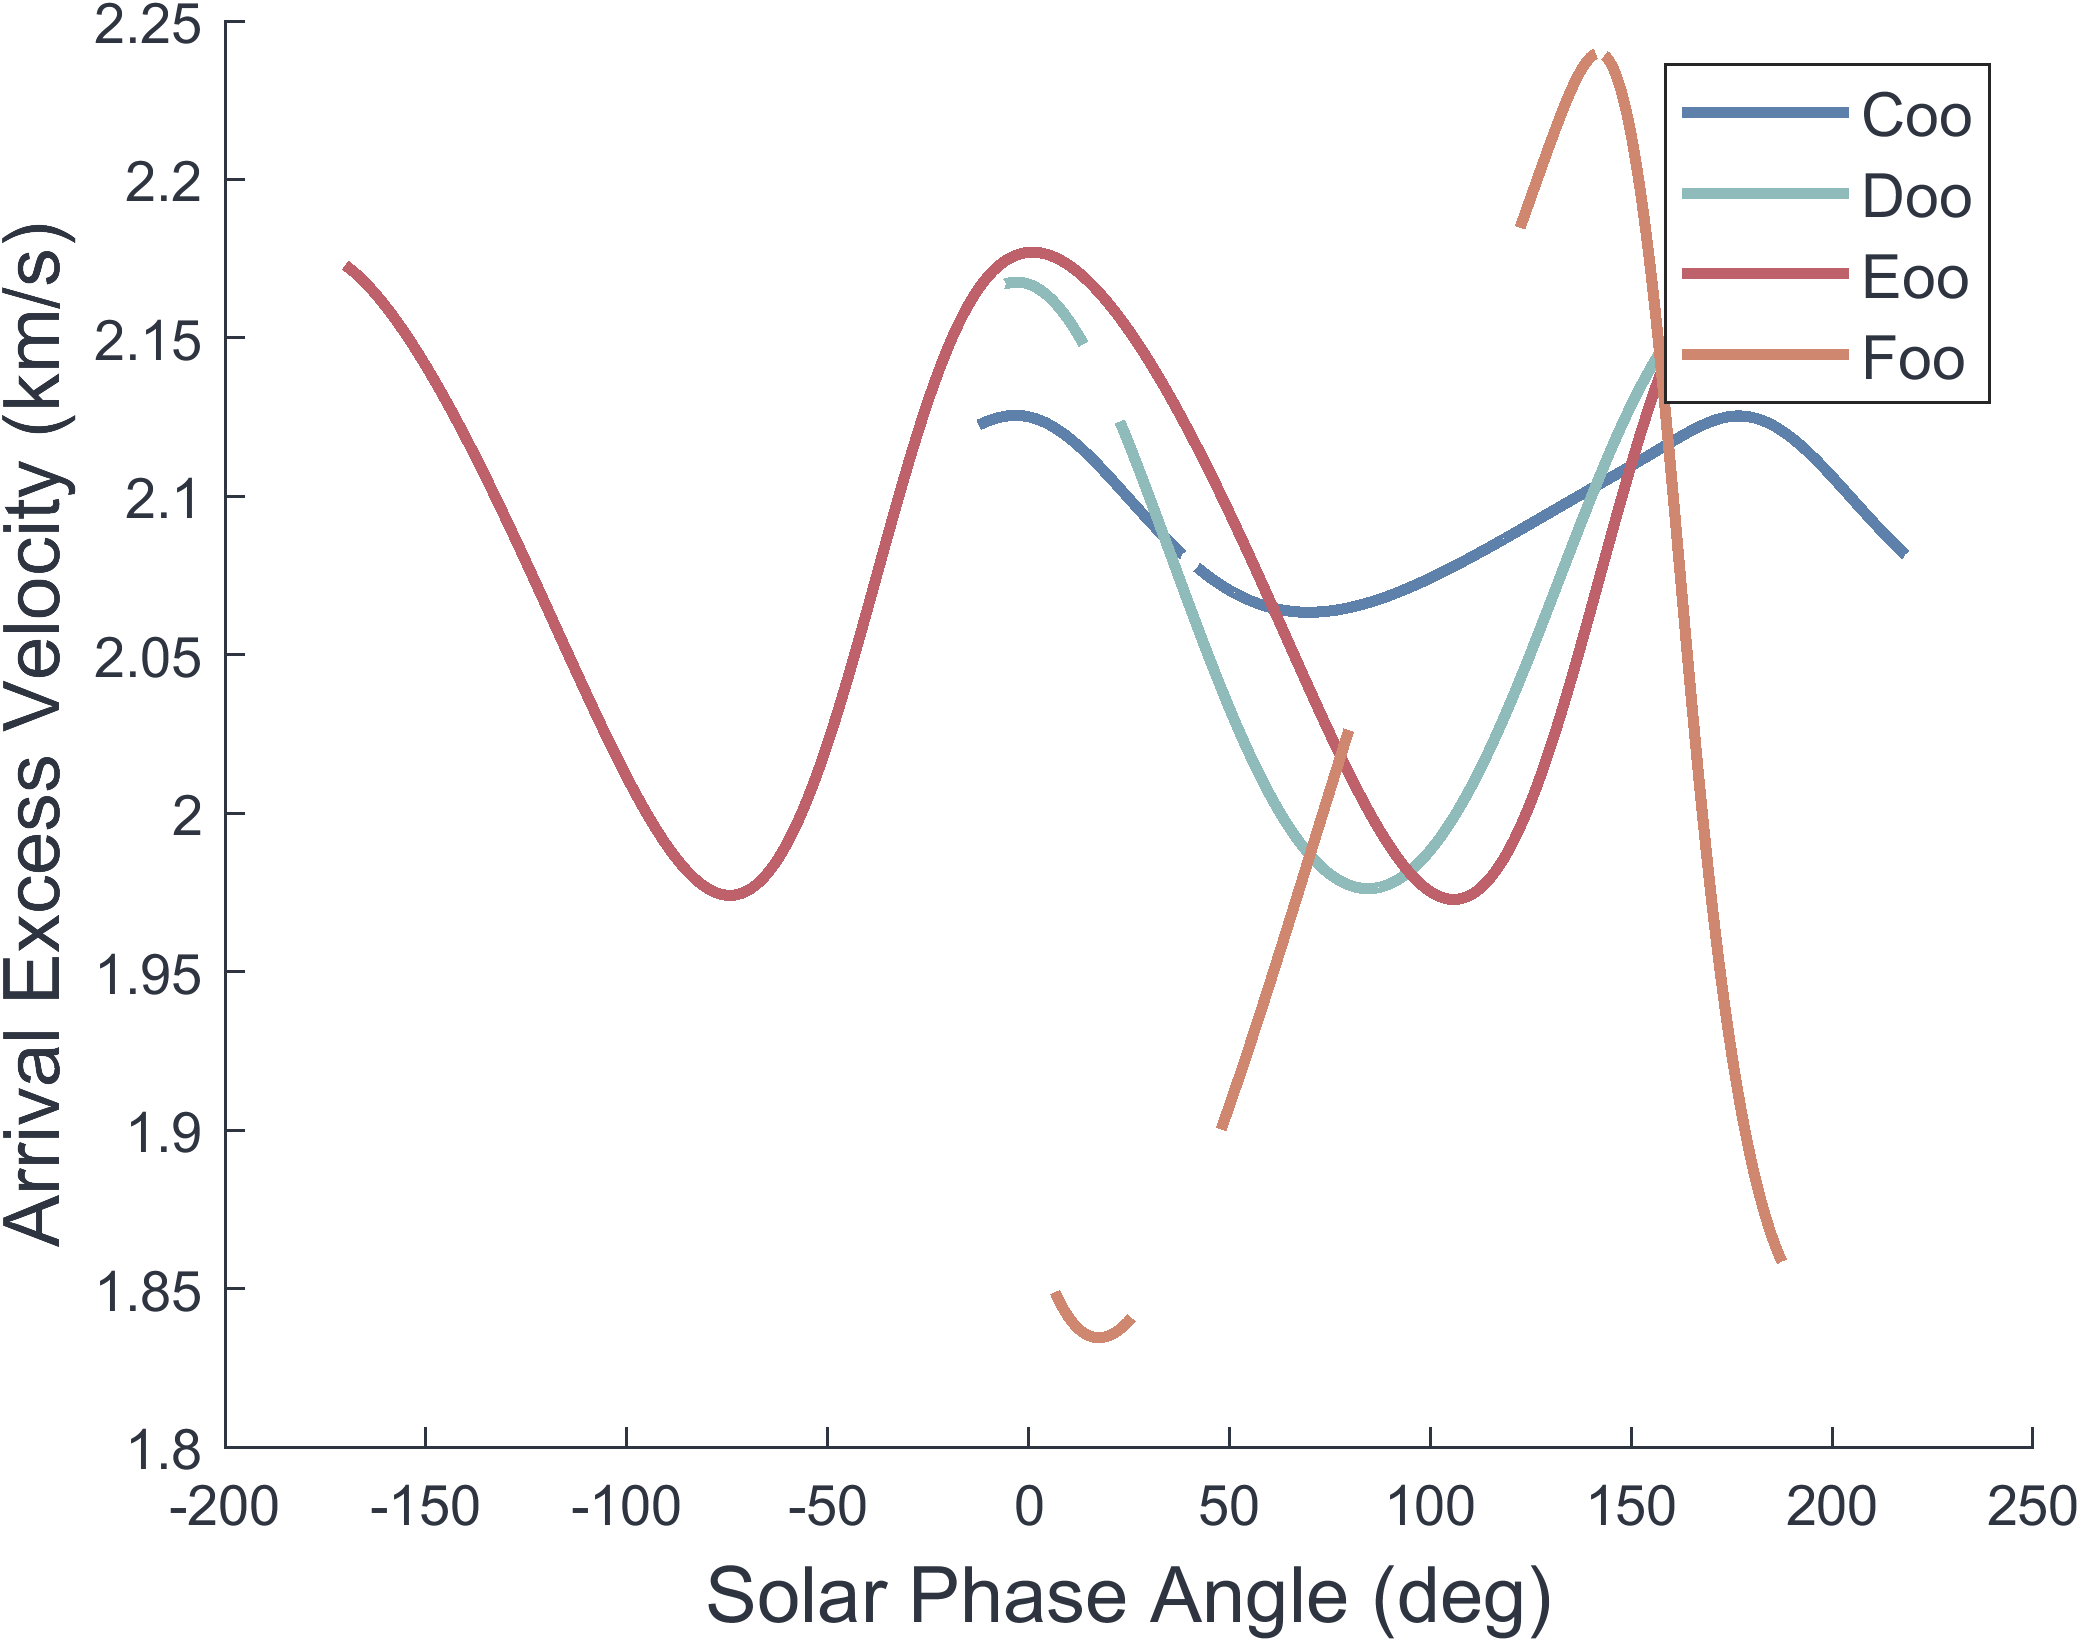 Arrival Excess Velocity (km/s)
2.25
2.2
2.15
2.1
2.05
2
1.95
1.9
1.85
1.8
-200 -150 -100 -50 0 50 100 150 200 250
Solar Phase Angle (deg)
Coo
Doo
Eoo
Foo